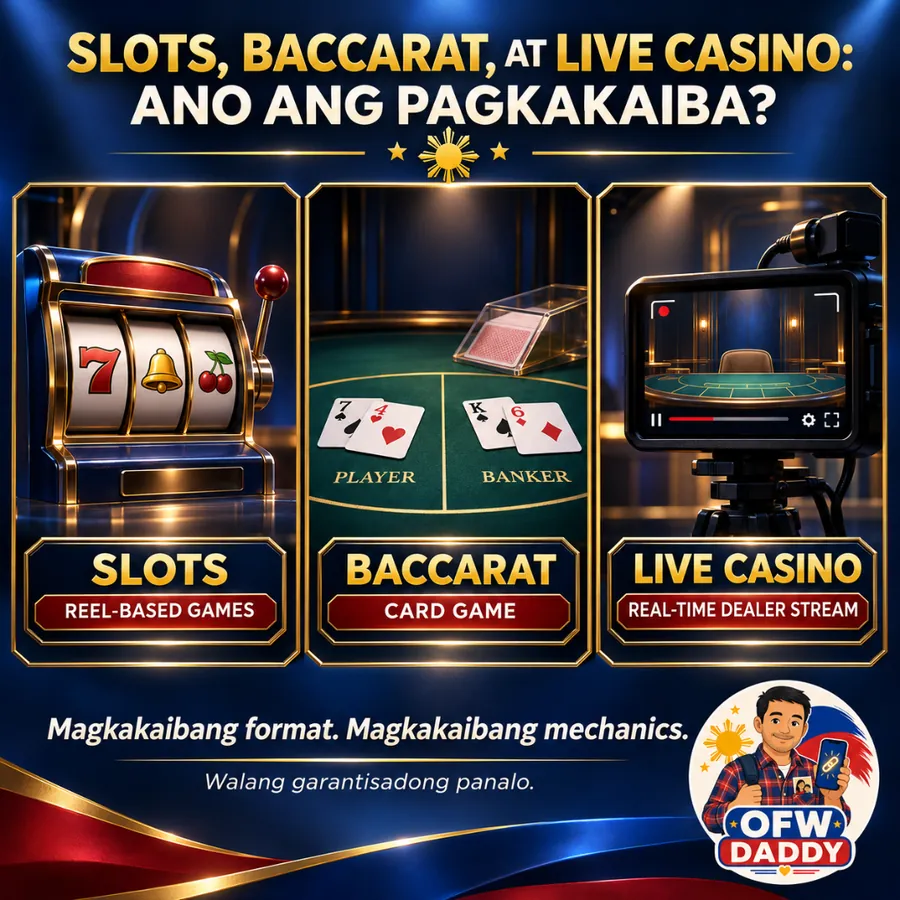 SLOTS, BACCARAT, AT LIVE CASINO:
ANO ANG PAGKAKAIBA?
7
7
4
PLAYER
K
6
BANKER
SLOTS
REEL-BASED GAMES
BACCARAT
CARD GAME
LIVE CASINO
REAL-TIME DEALER STREAM
Magkakaibang format. Magkakaibang mechanics.
Walang garantisadong panalo.
OFW
DADDY